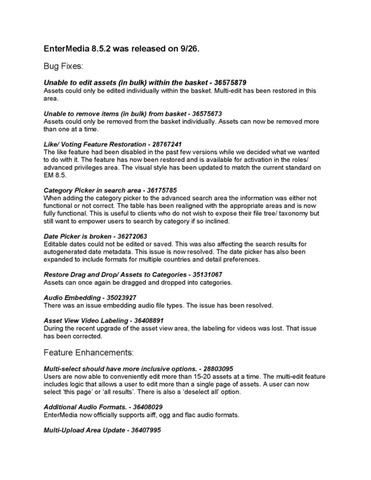 EnterMedia 8.5.2 was released on 9/26.
Bug Fixes:
Unable to edit assets (in bulk) within the basket - 36575879
Assets could only be edited individually within the basket. Multi-edit has been restored in this
area.
Unable to remove items (in bulk) from basket - 36575673
Assets could only be removed from the basket individually. Assets can now be removed more
than one at a time.
Like/ Voting Feature Restoration - 28767241
The like feature had been disabled in the past few versions while we decided what we wanted
to do with it. The feature has now been restored and is available for activation in the roles/
advanced privileges area. The visual style has been updated to match the current standard on
EM 8.5.
Category Picker in search area - 36175785
When adding the category picker to the advanced search area the information was either not
functional or not correct. The table has been realigned with the appropriate areas and is now
fully functional. This is useful to clients who do not wish to expose their file tree/ taxonomy but
still want to empower users to search by category if so inclined.
Date Picker is broken - 36272063
Editable dates could not be edited or saved. This was also affecting the search results for
autogenerated date metadata. This issue is now resolved. The date picker has also been
expanded to include formats for multiple countries and detail preferences.
Restore Drag and Drop/ Assets to Categories - 35131067
Assets can once again be dragged and dropped into categories.
Audio Embedding - 35023927
There was an issue embedding audio file types. The issue has been resolved.
Asset View Video Labeling - 36408891
During the recent upgrade of the asset view area, the labeling for videos was lost. That issue
has been corrected.
Feature Enhancements:
Multi-select should have more inclusive options. - 28803095
Users are now able to conveniently edit more than 15-20 assets at a time. The multi-edit feature
includes logic that allows a user to edit more than a single page of assets. A user can now
select 'this page' or 'all results'. There is also a 'deselect all' option.
Additional Audio Formats. - 36408029
EnterMedia now officially supports aiff, ogg and flac audio formats.
Multi-Upload Area Update - 36407995